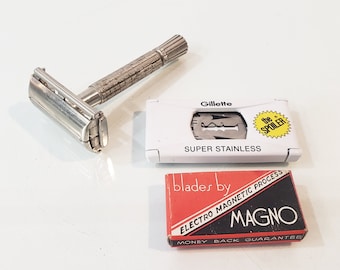 Gillette
the
SPOILER
SUPER STAINLESS
blades by
ELECTRO MAGNETIC PROCESS
MAGNO
MONEY BACK GUARANTEE